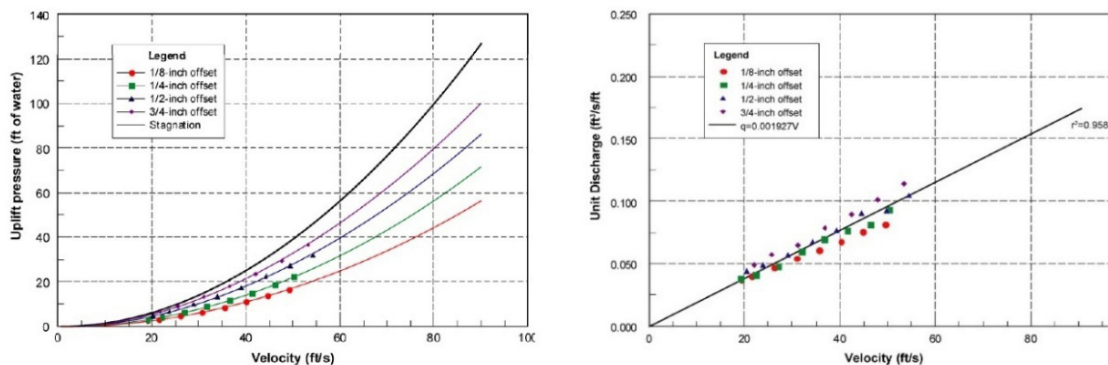 140
120
100
80
60
40
20
0
Uplift pressure (ft of water)
Legend
1/8-inch offset
1/4-inch offset
1/2-inch offset
3/4-inch offset
Stagnation
0 20 40 60 80 100
Velocity (ft/s)
0.250
0.200
0.150
0.100
0.050
0.000
Unit Discharge (ft³/s/ft)
Legend
1/8-inch offset
1/4-inch offset
1/2-inch offset
3/4-inch offset
q=0.001927V
r²=0.958
0 20 40 60 80
Velocity (ft/s)